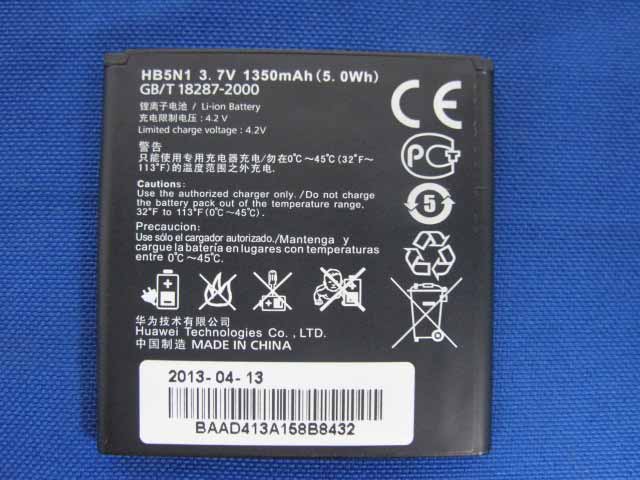 HB5N1 3.7V 1350mAh(5.0Wh)
GB/T 18287-2000
锂离子电池 / Li-ion Battery
充电限制电压：4.2 V
Limited charge voltage : 4.2V
警告
只能使用专用充电器充电/勿在0℃～45℃(32°F～
113°F)的温度范围之外充电.
Cautions:
Use the authorized charger only. /Do not charge
the battery pack out of the temperature range.
32°F to 113°F(0℃～45℃).
Precaucion:
Use sólo el cargador autorizado./Mantenga y
cargue la batería en lugares con temperaturas
entre 0℃～45℃
华为技术有限公司
Huawei Technologies Co. , LTD.
中国制造 MADE IN CHINA
CE
PCT
5
2013-04-13
BAAD413A158B8432